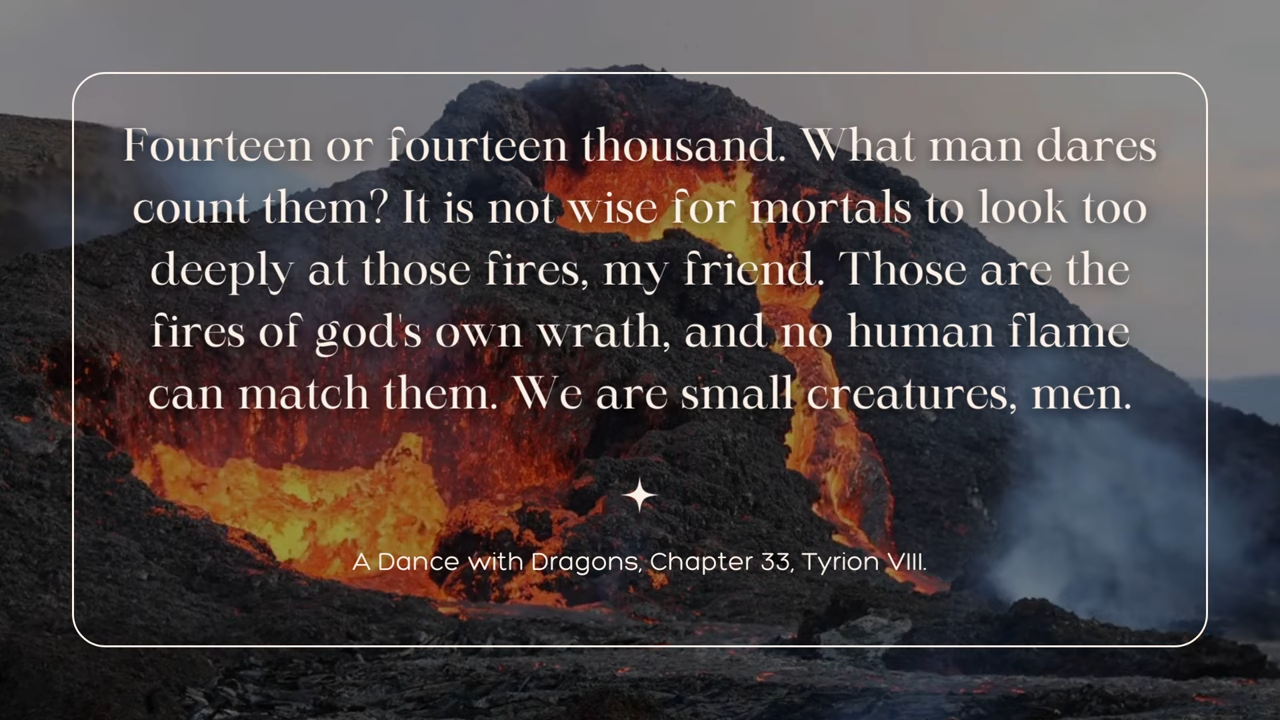 Fourteen or fourteen thousand. What man dares
count them? It is not wise for mortals to look too
deeply at those fires, my friend. Those are the
fires of god's own wrath, and no human flame
can match them. We are small creatures, men.
A Dance with Dragons, Chapter 33, Tyrion VIII.